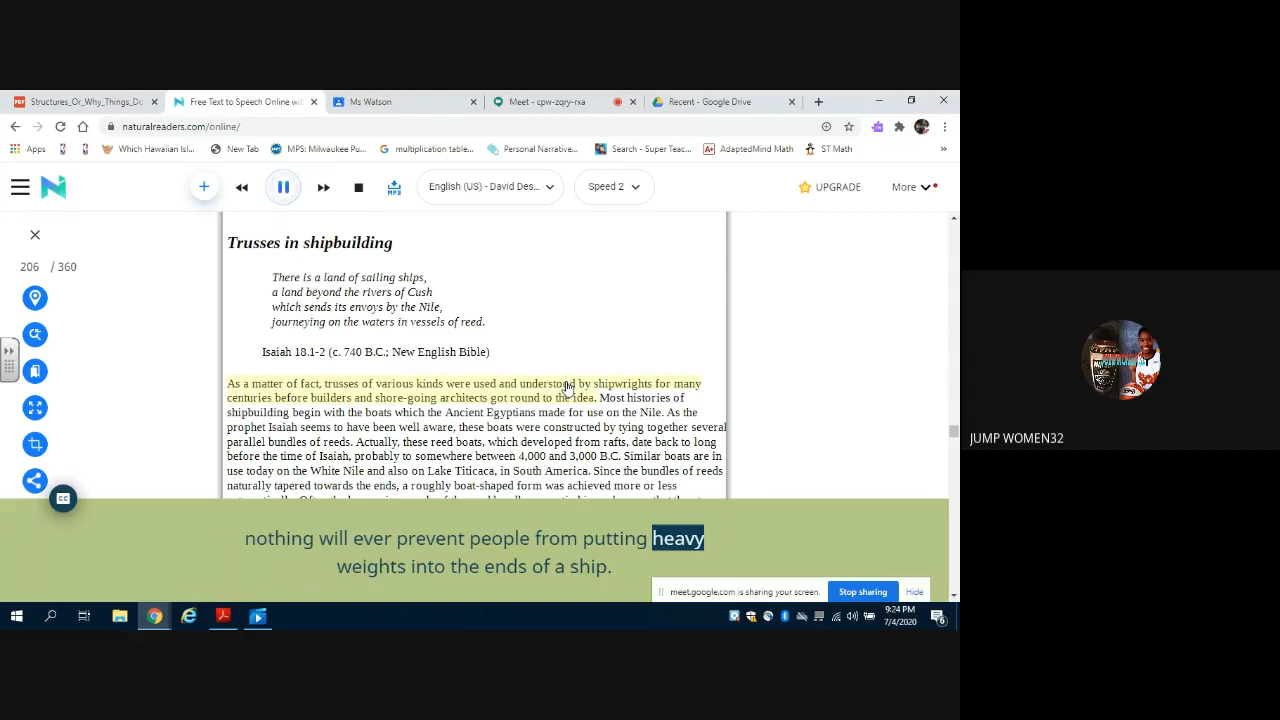 Structures_Or_Why_Things_Do
Free Text to Speech Online wit
Ms Watson
Meet - cpw-zqry-rxa
Recent - Google Drive
naturalreaders.com/online/
Apps
Which Hawaiian Isl...
New Tab
MPS: Milwaukee Pu...
multiplication table...
Personal Narrative...
Search - Super Teac...
AdaptedMind Math
ST Math
MP3
English (US) - David Des...
Speed 2
UPGRADE
More
206 / 360
Trusses in shipbuilding
There is a land of sailing ships,
a land beyond the rivers of Cush
which sends its envoys by the Nile,
journeying on the waters in vessels of reed.
Isaiah 18.1-2 (c. 740 B.C.; New English Bible)
As a matter of fact, trusses of various kinds were used and understood by shipwrights for many
centuries before builders and shore-going architects got round to the idea. Most histories of
shipbuilding begin with the boats which the Ancient Egyptians made for use on the Nile. As the
prophet Isaiah seems to have been well aware, these boats were constructed by tying together several
parallel bundles of reeds. Actually, these reed boats, which developed from rafts, date back to long
before the time of Isaiah, probably to somewhere between 4,000 and 3,000 B.C. Similar boats are in
use today on the White Nile and also on Lake Titicaca, in South America. Since the bundles of reeds
naturally tapered towards the ends, a roughly boat-shaped form was achieved more or less
CC
nothing will ever prevent people from putting heavy
weights into the ends of a ship.
meet.google.com is sharing your screen.
Stop sharing
Hide
9:24 PM
7/4/2020
6
JUMP WOMEN32